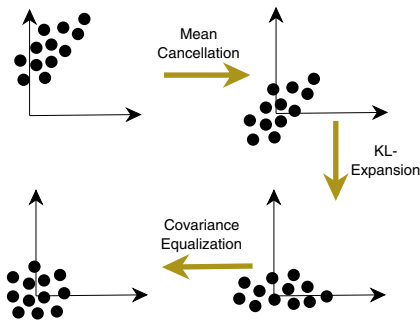 Mean
Cancellation
KL-
Expansion
Covariance
Equalization